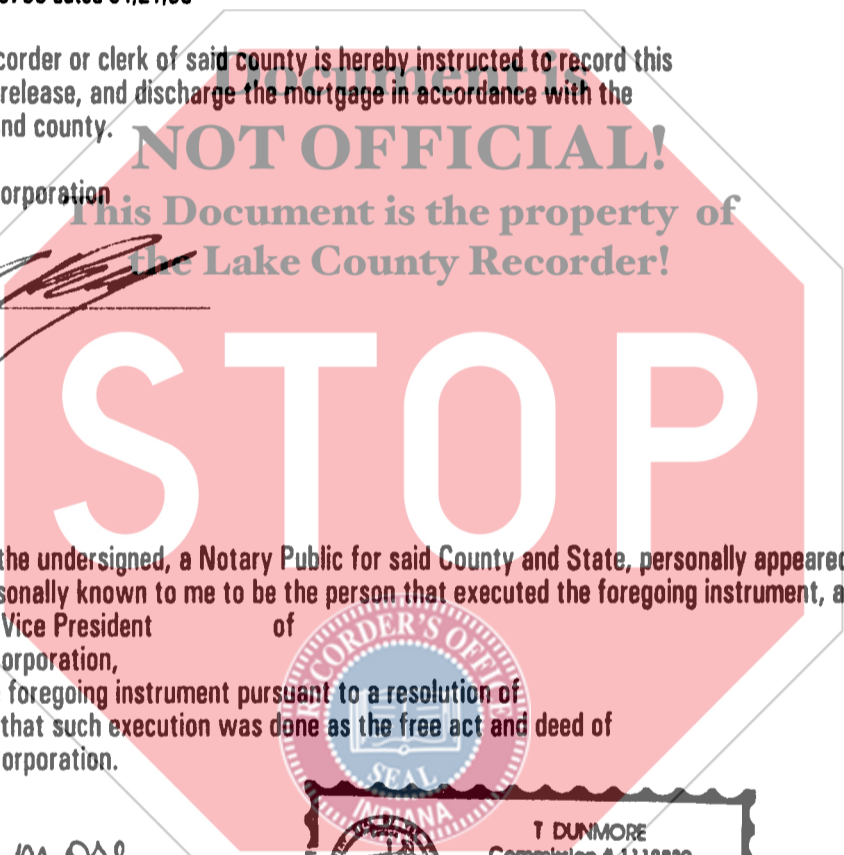 corder or clerk of said county is hereby instructed to record this
Document is
release, and discharge the mortgage in accordance with the
nd county.
NOT OFFICIAL!
orporation
This Document is the property of
the Lake County Recorder!
STOP
the undersigned, a Notary Public for said County and State, personally appeared
sonally known to me to be the person that executed the foregoing instrument, a
Vice President of
orporation,
foregoing instrument pursuant to a resolution of
that such execution was done as the free act and deed of
orporation.
RECORDER'S OFFICE
SEAL
INDIANA
T DUNMORE